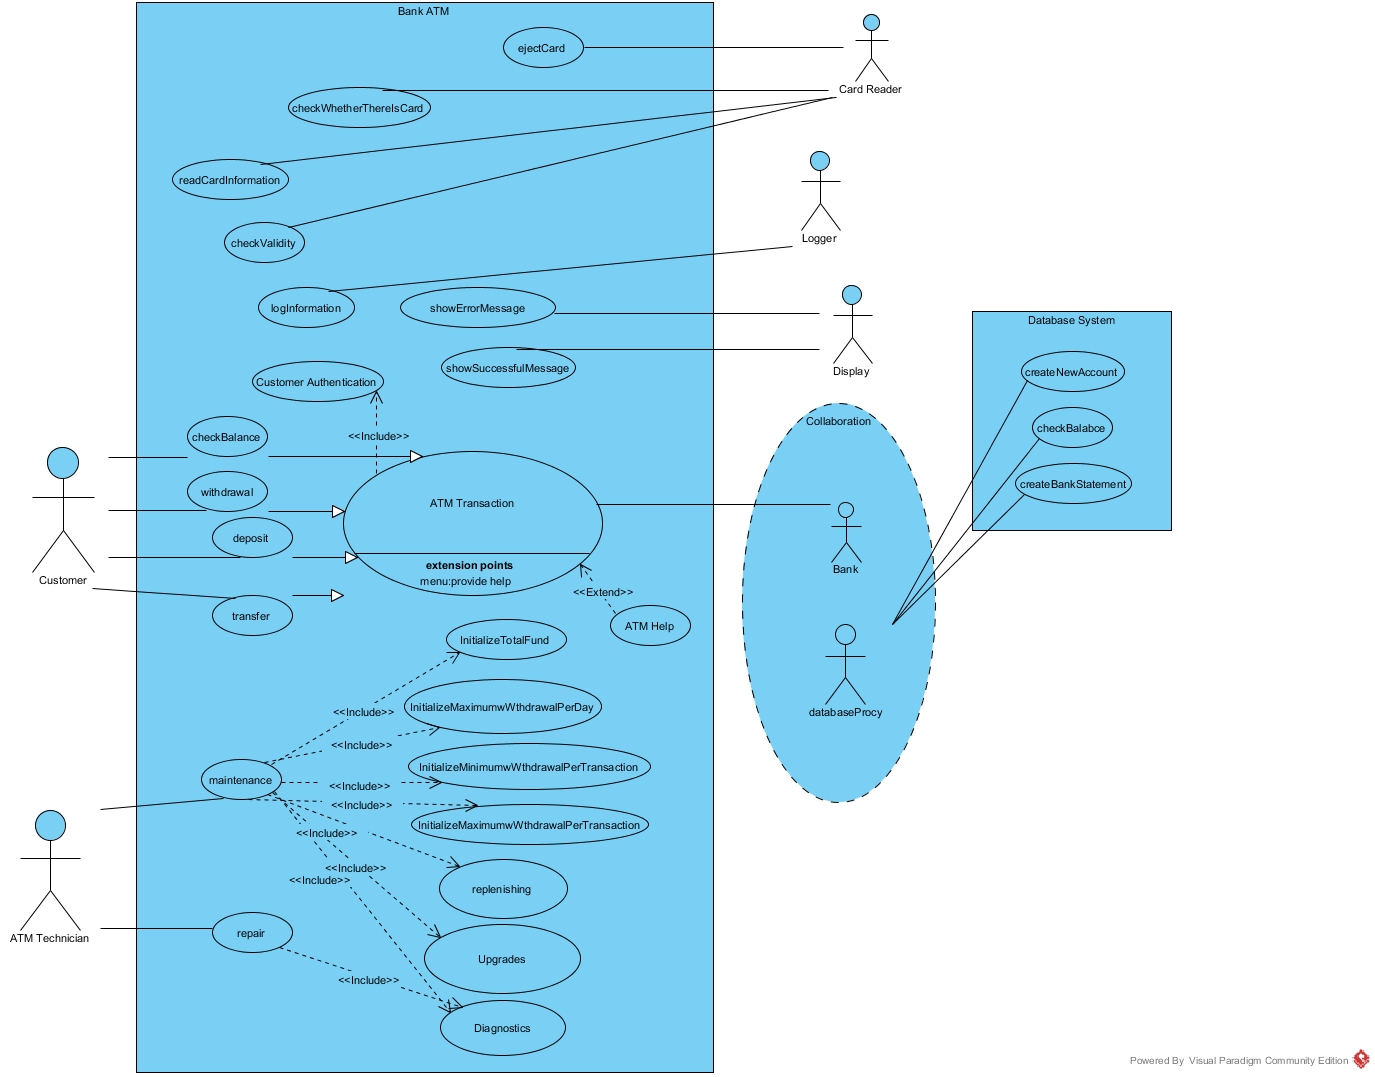 Bank ATM
ejectCard
Card Reader
checkWhetherThereIsCard
readCardInformation
checkValidity
Logger
logInformation
showErrorMessage
Display
Database System
showSuccessfulMessage
createNewAccount
Customer Authentication
Collaboration
checkBalabce
checkBalance
<<Include>>
createBankStatement
withdrawal
ATM Transaction
deposit
extension points
menu:provide help
Bank
Customer
<<Extend>>
transfer
ATM Help
InitializeTotalFund
InitializeMaximumwWthdrawalPerDay
databaseProcy
<<Include>>
<<Include>>
InitializeMinimumwWthdrawalPerTransaction
maintenance
<<Include>>
<<Include>>
InitializeMaximumwWthdrawalPerTransaction
<<Include>>
<<Include>>
<<Include>>
replenishing
repair
ATM Technician
Upgrades
<<Include>>
Diagnostics
Powered By Visual Paradigm Community Edition